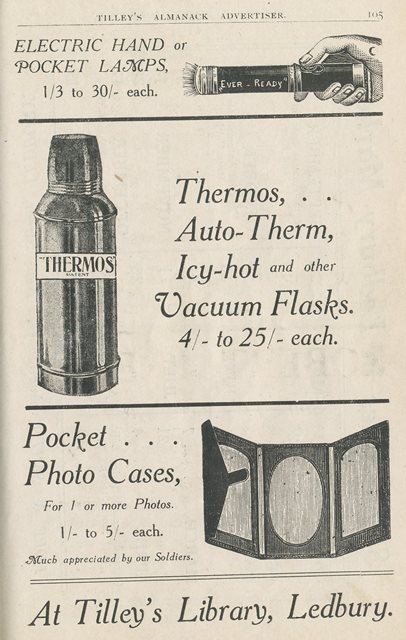 TILLEY'S ALMANACK ADVERTISER. 105
ELECTRIC HAND or
POCKET LAMPS,
1/3 to 30/- each.
"EVER - READY"
Thermos, . .
Auto-Therm,
Icy-hot and other
Vacuum Flasks.
4/- to 25/- each.
"THERMOS"
PATENT
Pocket . . .
Photo Cases,
For 1 or more Photos.
1/- to 5/- each.
Much appreciated by our Soldiers.
At Tilley's Library, Ledbury.